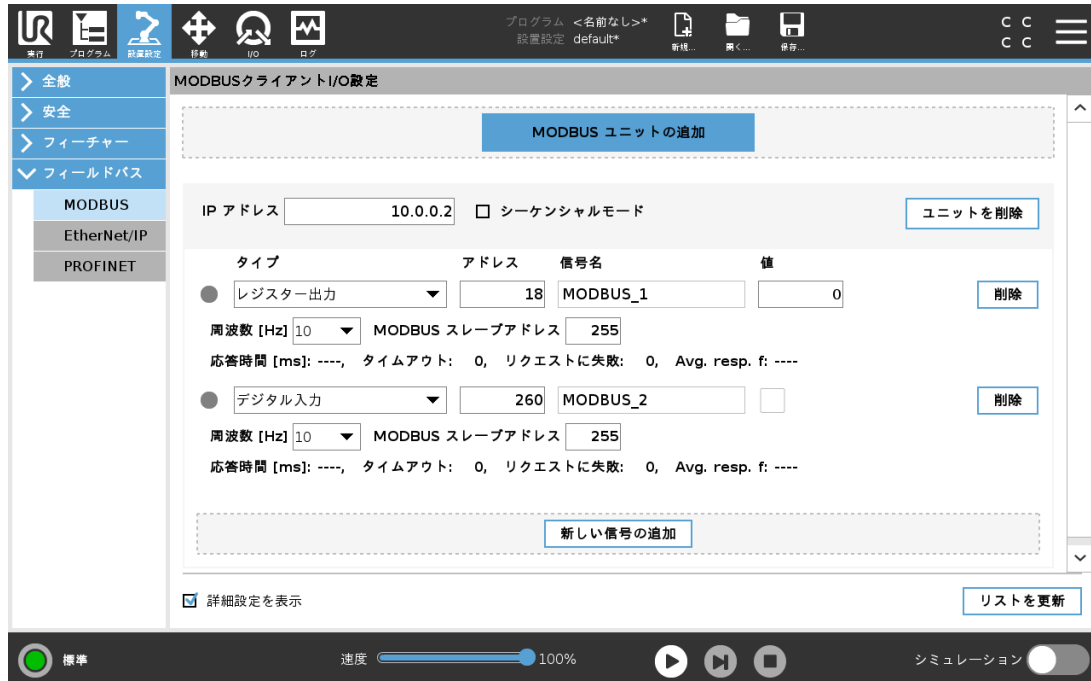 プログラム <名前なし>*
設置設定 default*
C C
C C
実行 プログラム 設置設定 移動 I/O ログ 新規... 開く... 保存...
全般
安全
フィーチャー
フィールドバス
MODBUS
EtherNet/IP
PROFINET
MODBUSクライアントI/O設定
MODBUS ユニットの追加
IP アドレス 10.0.0.2 シーケンシャルモード ユニットを削除
タイプ アドレス 信号名 値
レジスター出力 18 MODBUS_1 0 削除
周波数 [Hz] 10 MODBUS スレーブアドレス 255
応答時間 [ms]: ----, タイムアウト: 0, リクエストに失敗: 0, Avg. resp. f: ----
デジタル入力 260 MODBUS_2 削除
周波数 [Hz] 10 MODBUS スレーブアドレス 255
応答時間 [ms]: ----, タイムアウト: 0, リクエストに失敗: 0, Avg. resp. f: ----
新しい信号の追加
詳細設定を表示 リストを更新
標準 速度 100% シミュレーション